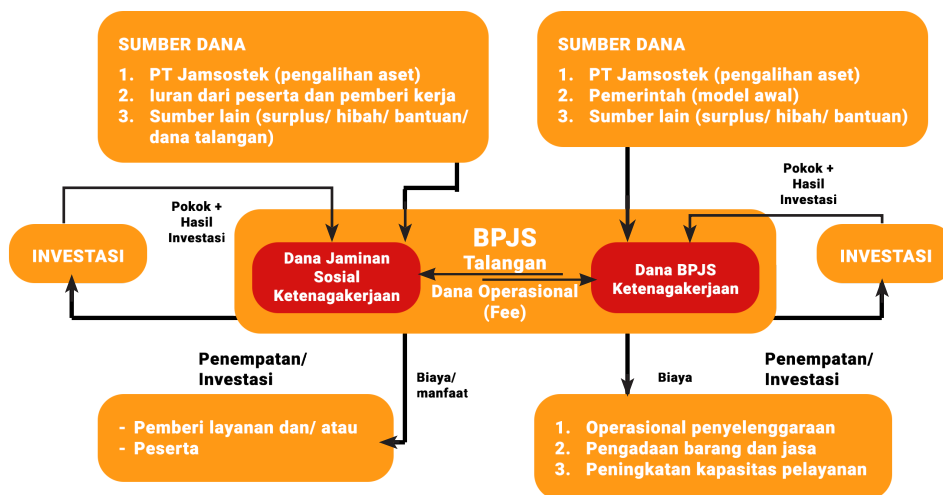 SUMBER DANA
1. PT Jamsostek (pengalihan aset)
2. Iuran dari peserta dan pemberi kerja
3. Sumber lain (surplus/ hibah/ bantuan/
dana talangan)
SUMBER DANA
1. PT Jamsostek (pengalihan aset)
2. Pemerintah (model awal)
3. Sumber lain (surplus/ hibah/ bantuan)
Pokok +
Hasil
Investasi
Pokok +
Hasil
Investasi
INVESTASI
BPJS
Dana Jaminan
Sosial
Ketenagakerjaan
Talangan
Dana Operasional
(Fee)
Dana BPJS
Ketenagakerjaan
INVESTASI
Penempatan/
Investasi
Biaya/
manfaat
Biaya
Penempatan/
Investasi
- Pemberi layanan dan/ atau
- Peserta
1. Operasional penyelenggaraan
2. Pengadaan barang dan jasa
3. Peningkatan kapasitas pelayanan